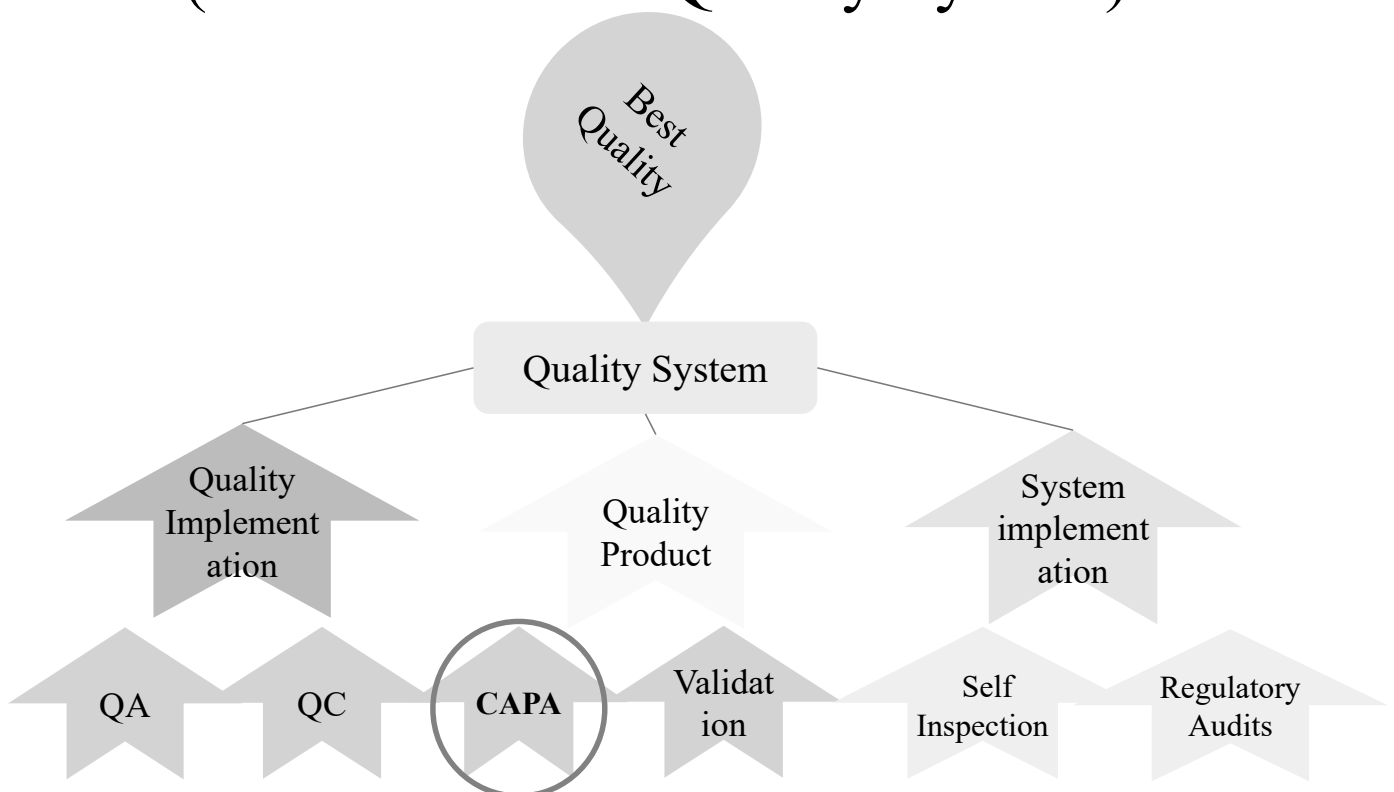 Best
Quality
Quality System
Quality
Implement
ation
Quality
Product
System
implement
ation
QA
QC
CAPA
Validat
ion
Self
Inspection
Regulatory
Audits